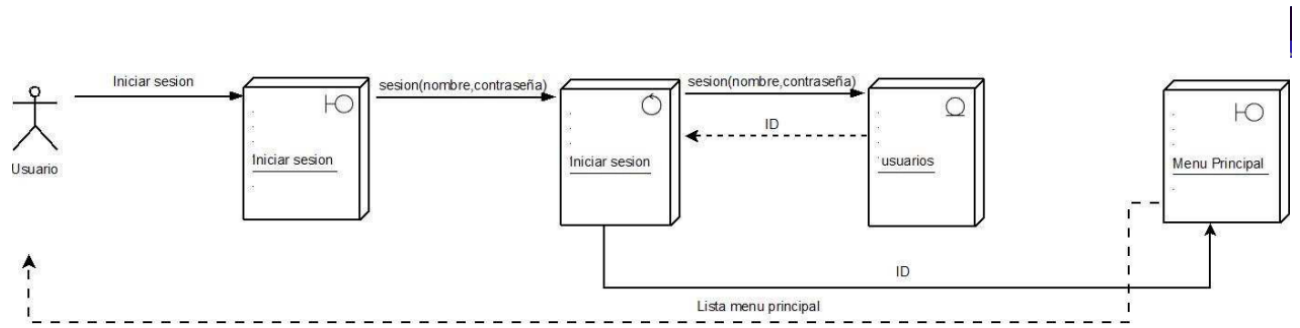 Iniciar sesion
sesion(nombre,contraseña)
sesion(nombre,contraseña)
ID
Usuario
Iniciar sesion
Iniciar sesion
usuarios
Menu Principal
ID
Lista menu principal